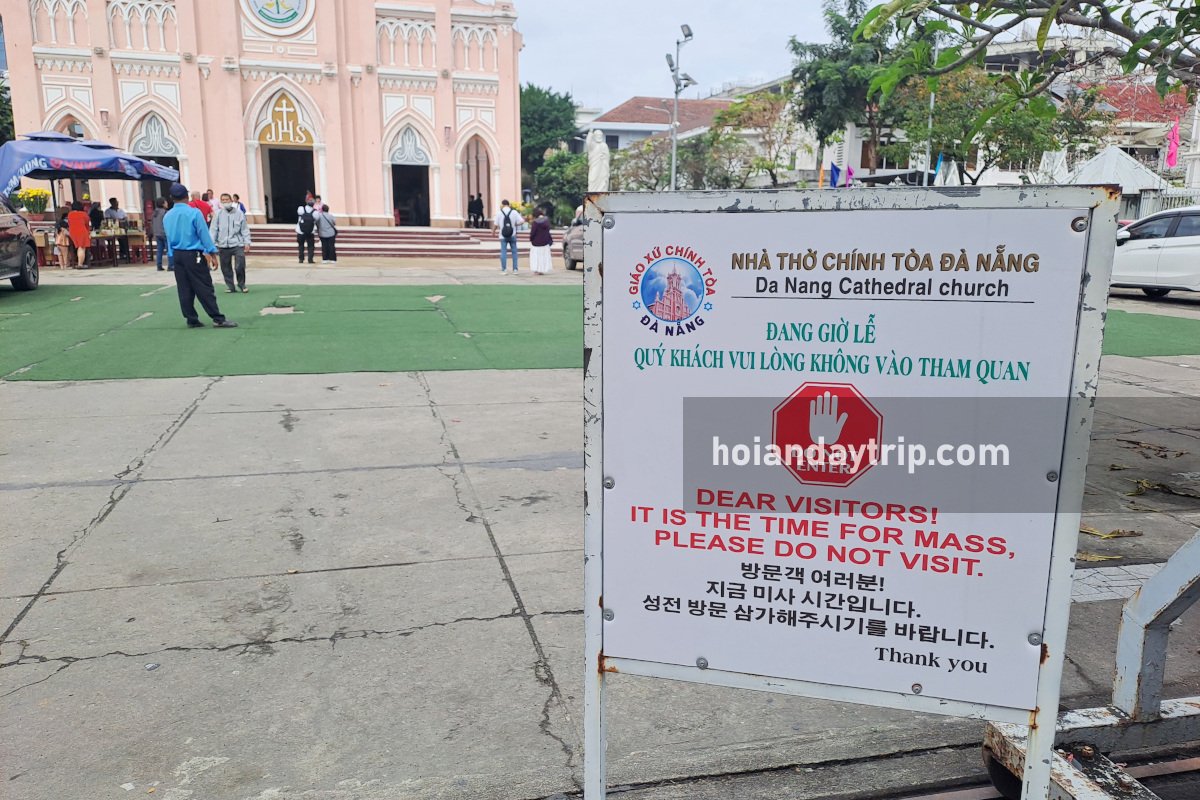 JHS
GIÁO XỨ CHÍNH TÒA
ĐÀ NẴNG
NHÀ THỜ CHÍNH TÒA ĐÀ NẴNG
Da Nang Cathedral church
ĐANG GIỜ LỄ
QUÝ KHÁCH VUI LÒNG KHÔNG VÀO THAM QUAN
ENTER
hoiandaytrip.com
DEAR VISITORS!
IT IS THE TIME FOR MASS,
PLEASE DO NOT VISIT.
방문객 여러분!
지금 미사 시간입니다.
성전 방문 삼가해주시기를 바랍니다.
Thank you